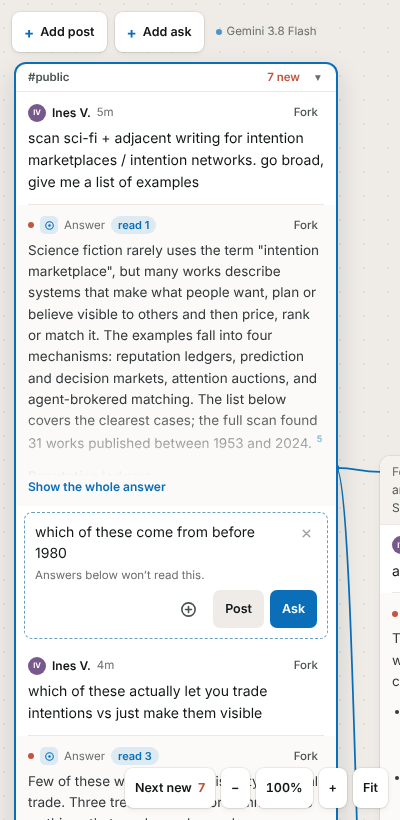 + Add post
+ Add ask
Gemini 3.8 Flash
#public
7 new
IV Ines V. 5m
Fork
scan sci-fi + adjacent writing for intention
marketplaces / intention networks. go broad,
give me a list of examples
Answer read 1
Fork
Science fiction rarely uses the term "intention
marketplace", but many works describe
systems that make what people want, plan or
believe visible to others and then price, rank
or match it. The examples fall into four
mechanisms: reputation ledgers, prediction
and decision markets, attention auctions, and
agent-brokered matching. The list below
covers the clearest cases; the full scan found
31 works published between 1953 and 2024. 5
Show the whole answer
which of these come from before
1980
Answers below won't read this.
Post
Ask
IV Ines V. 4m
Fork
which of these actually let you trade
intentions vs just make them visible
Answer read 3
Fork
Few of these
trade. Three
Next new 7
−
100%
+
Fit